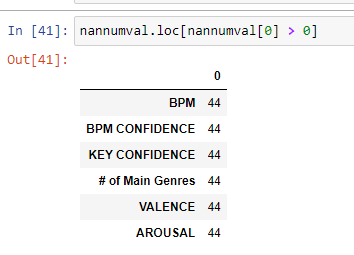 In [41]: nannumval.loc[nannumval[0] > 0]
Out[41]:
0
BPM 44
BPM CONFIDENCE 44
KEY CONFIDENCE 44
# of Main Genres 44
VALENCE 44
AROUSAL 44